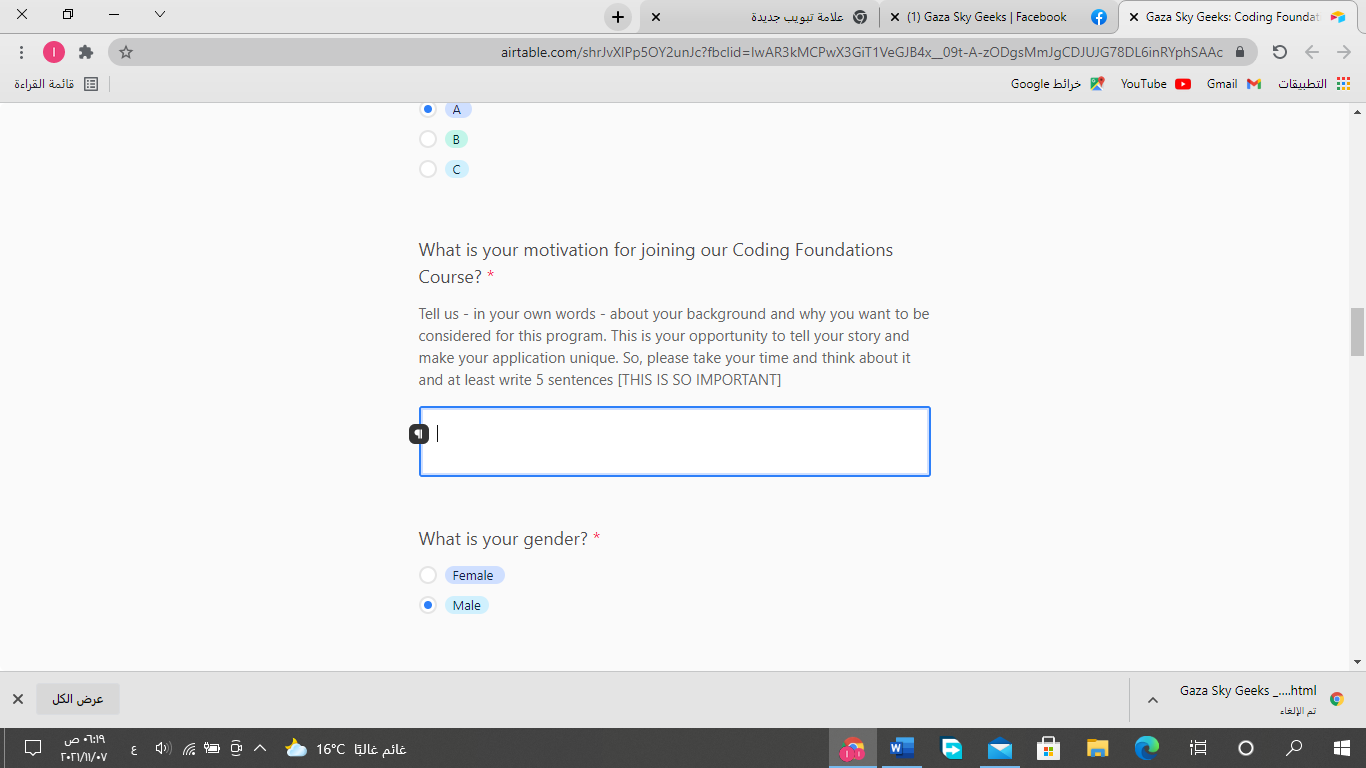 Gaza Sky Geeks: Coding Foundat
(1) Gaza Sky Geeks | Facebook
علامة تبويب جديدة
airtable.com/shrJvXlPp5OY2unJc?fbclid=IwAR3kMCPwX3GiT1VeGJB4x__09t-A-zODgsMmJgCDJUJG78DL6inRYphSAAc
I
التطبيقات
Gmail
YouTube
خرائط Google
قائمة القراءة
A
B
C
What is your motivation for joining our Coding Foundations
Course? *
Tell us - in your own words - about your background and why you want to be
considered for this program. This is your opportunity to tell your story and
make your application unique. So, please take your time and think about it
and at least write 5 sentences [THIS IS SO IMPORTANT]
What is your gender? *
Female
Male
Gaza Sky Geeks _....html
تم الإلغاء
عرض الكل
غائم غالبًا 16°C
ع
٠٦:١٩ ص
٢٠٢١/١١/٠٧